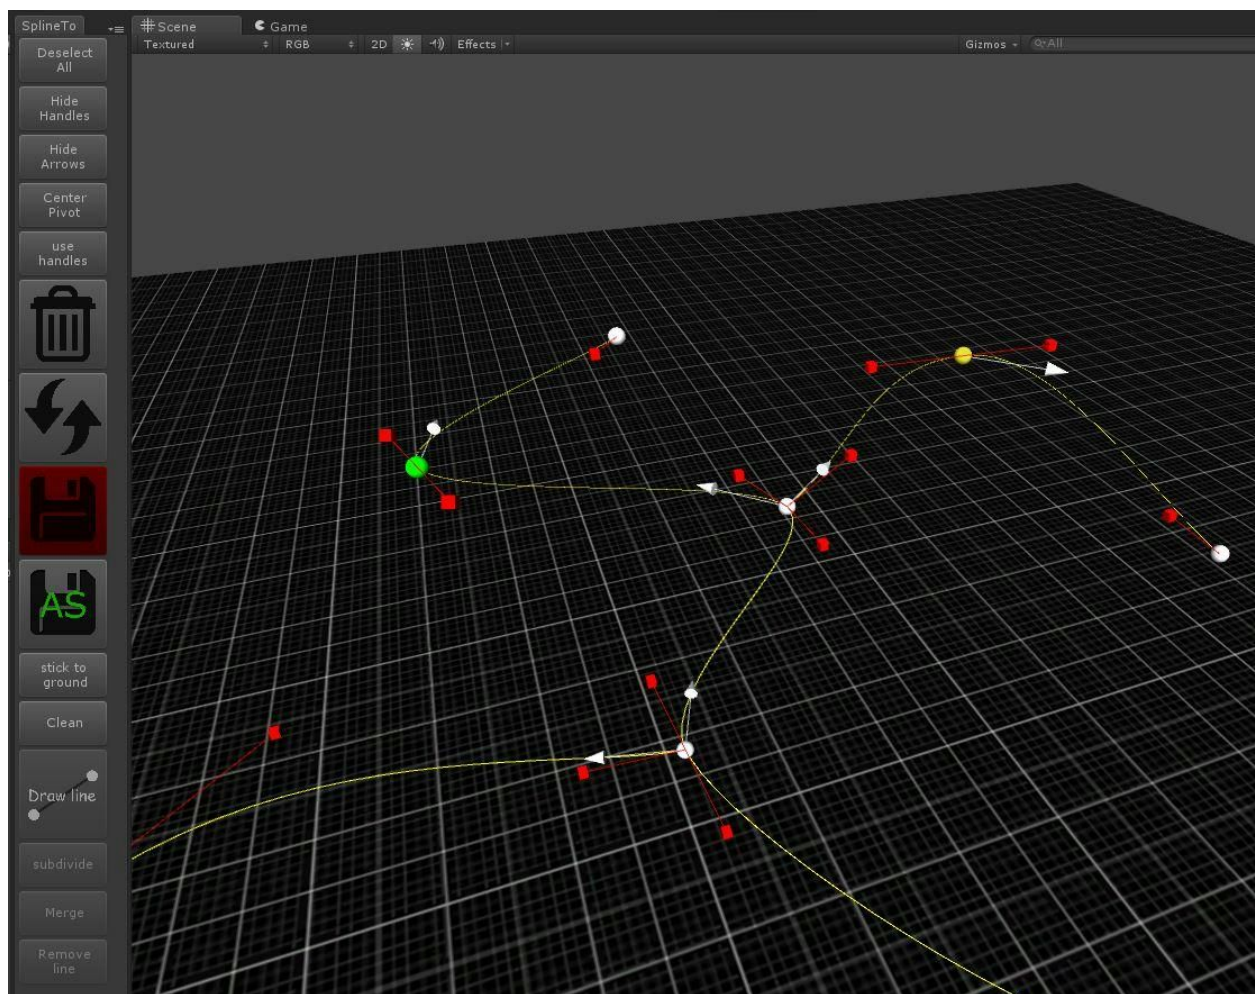 SplineTo
Scene
Game
Textured
RGB
2D
Effects
Gizmos
All
Deselect
All
Hide
Handles
Hide
Arrows
Center
Pivot
use
handles
AS
stick to
ground
Clean
Draw line
subdivide
Merge
Remove
line